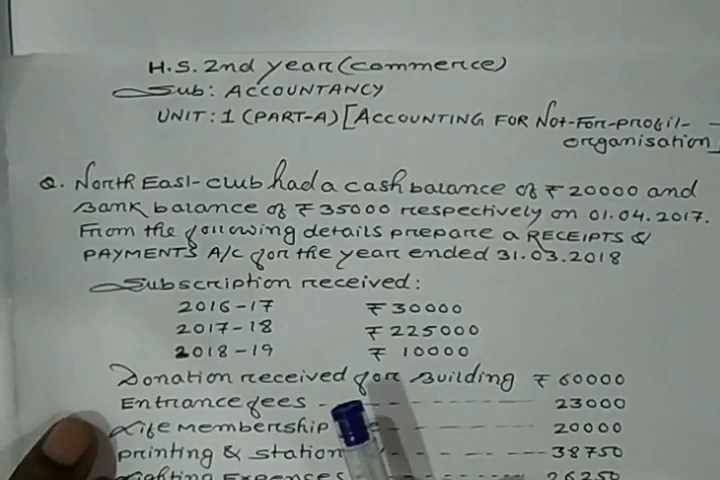 H.S. 2nd year (commerce)
Sub: ACCOUNTANCY
UNIT: 1 (PART-A) [ACCOUNTING FOR Not-For-profit-
organisation]
Q. North East-club had a cash balance of ₹ 20000 and
Bank balance of ₹ 35000 respectively on 01.04.2017.
From the following details prepare a RECEIPTS &
PAYMENTS A/C for the year ended 31.03.2018
Subscription received:
2016-17 ₹ 30000
2017-18 ₹ 225000
2018-19 ₹ 10000
Donation received for Building ₹ 60000
Entrance fees 23000
Life membership 20000
printing & station 38750
Lighting Expenses 26250